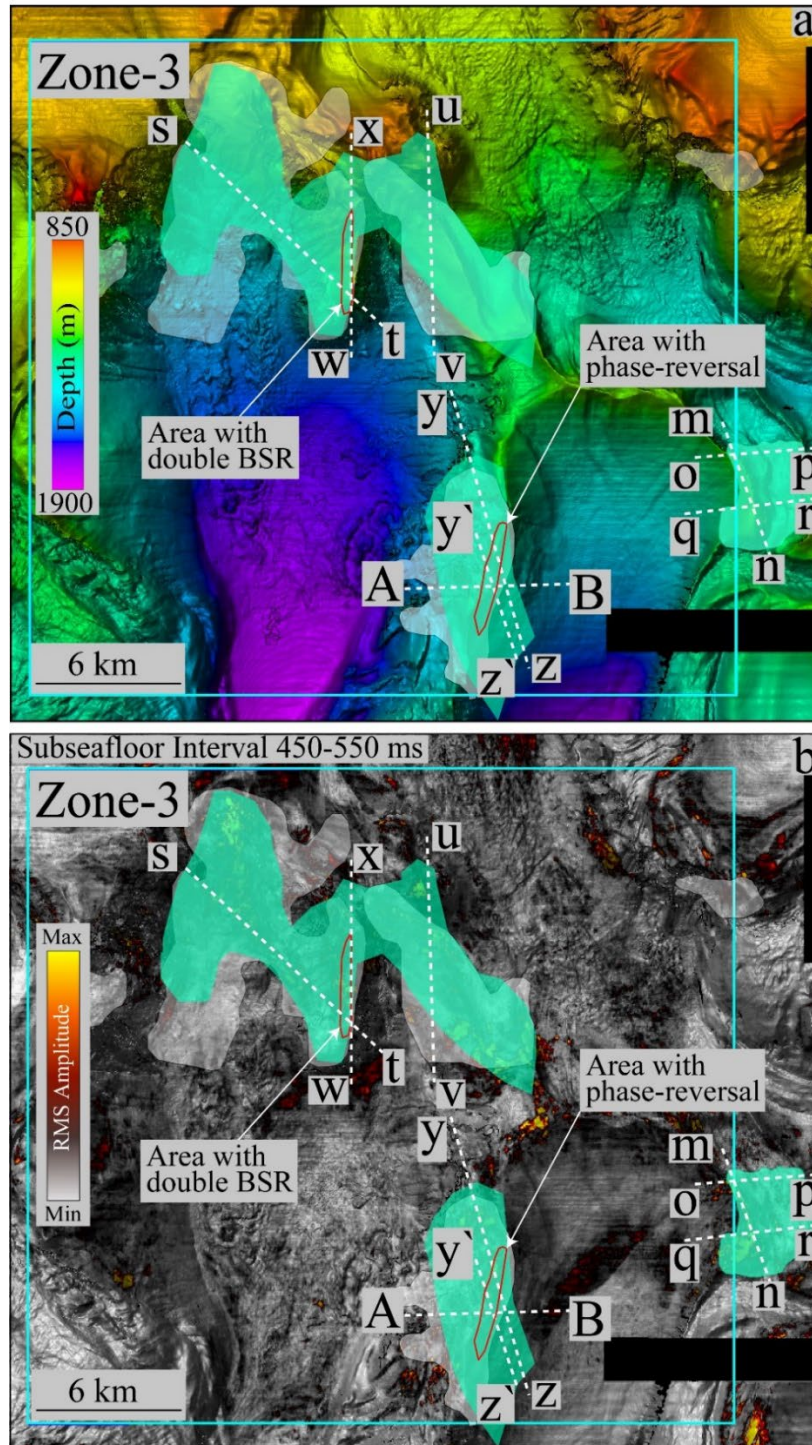 a
Zone-3
s
x
u
850
Depth (m)
1900
w
t
v
Area with
phase-reversal
Area with
double BSR
y
m
o
p
y`
q
r
n
A
B
z`
z
6 km
Subseafloor Interval 450-550 ms
b
Zone-3
s
x
u
Max
RMS Amplitude
Min
w
t
v
Area with
phase-reversal
Area with
double BSR
y
m
o
p
y`
q
r
n
A
B
z`
z
6 km